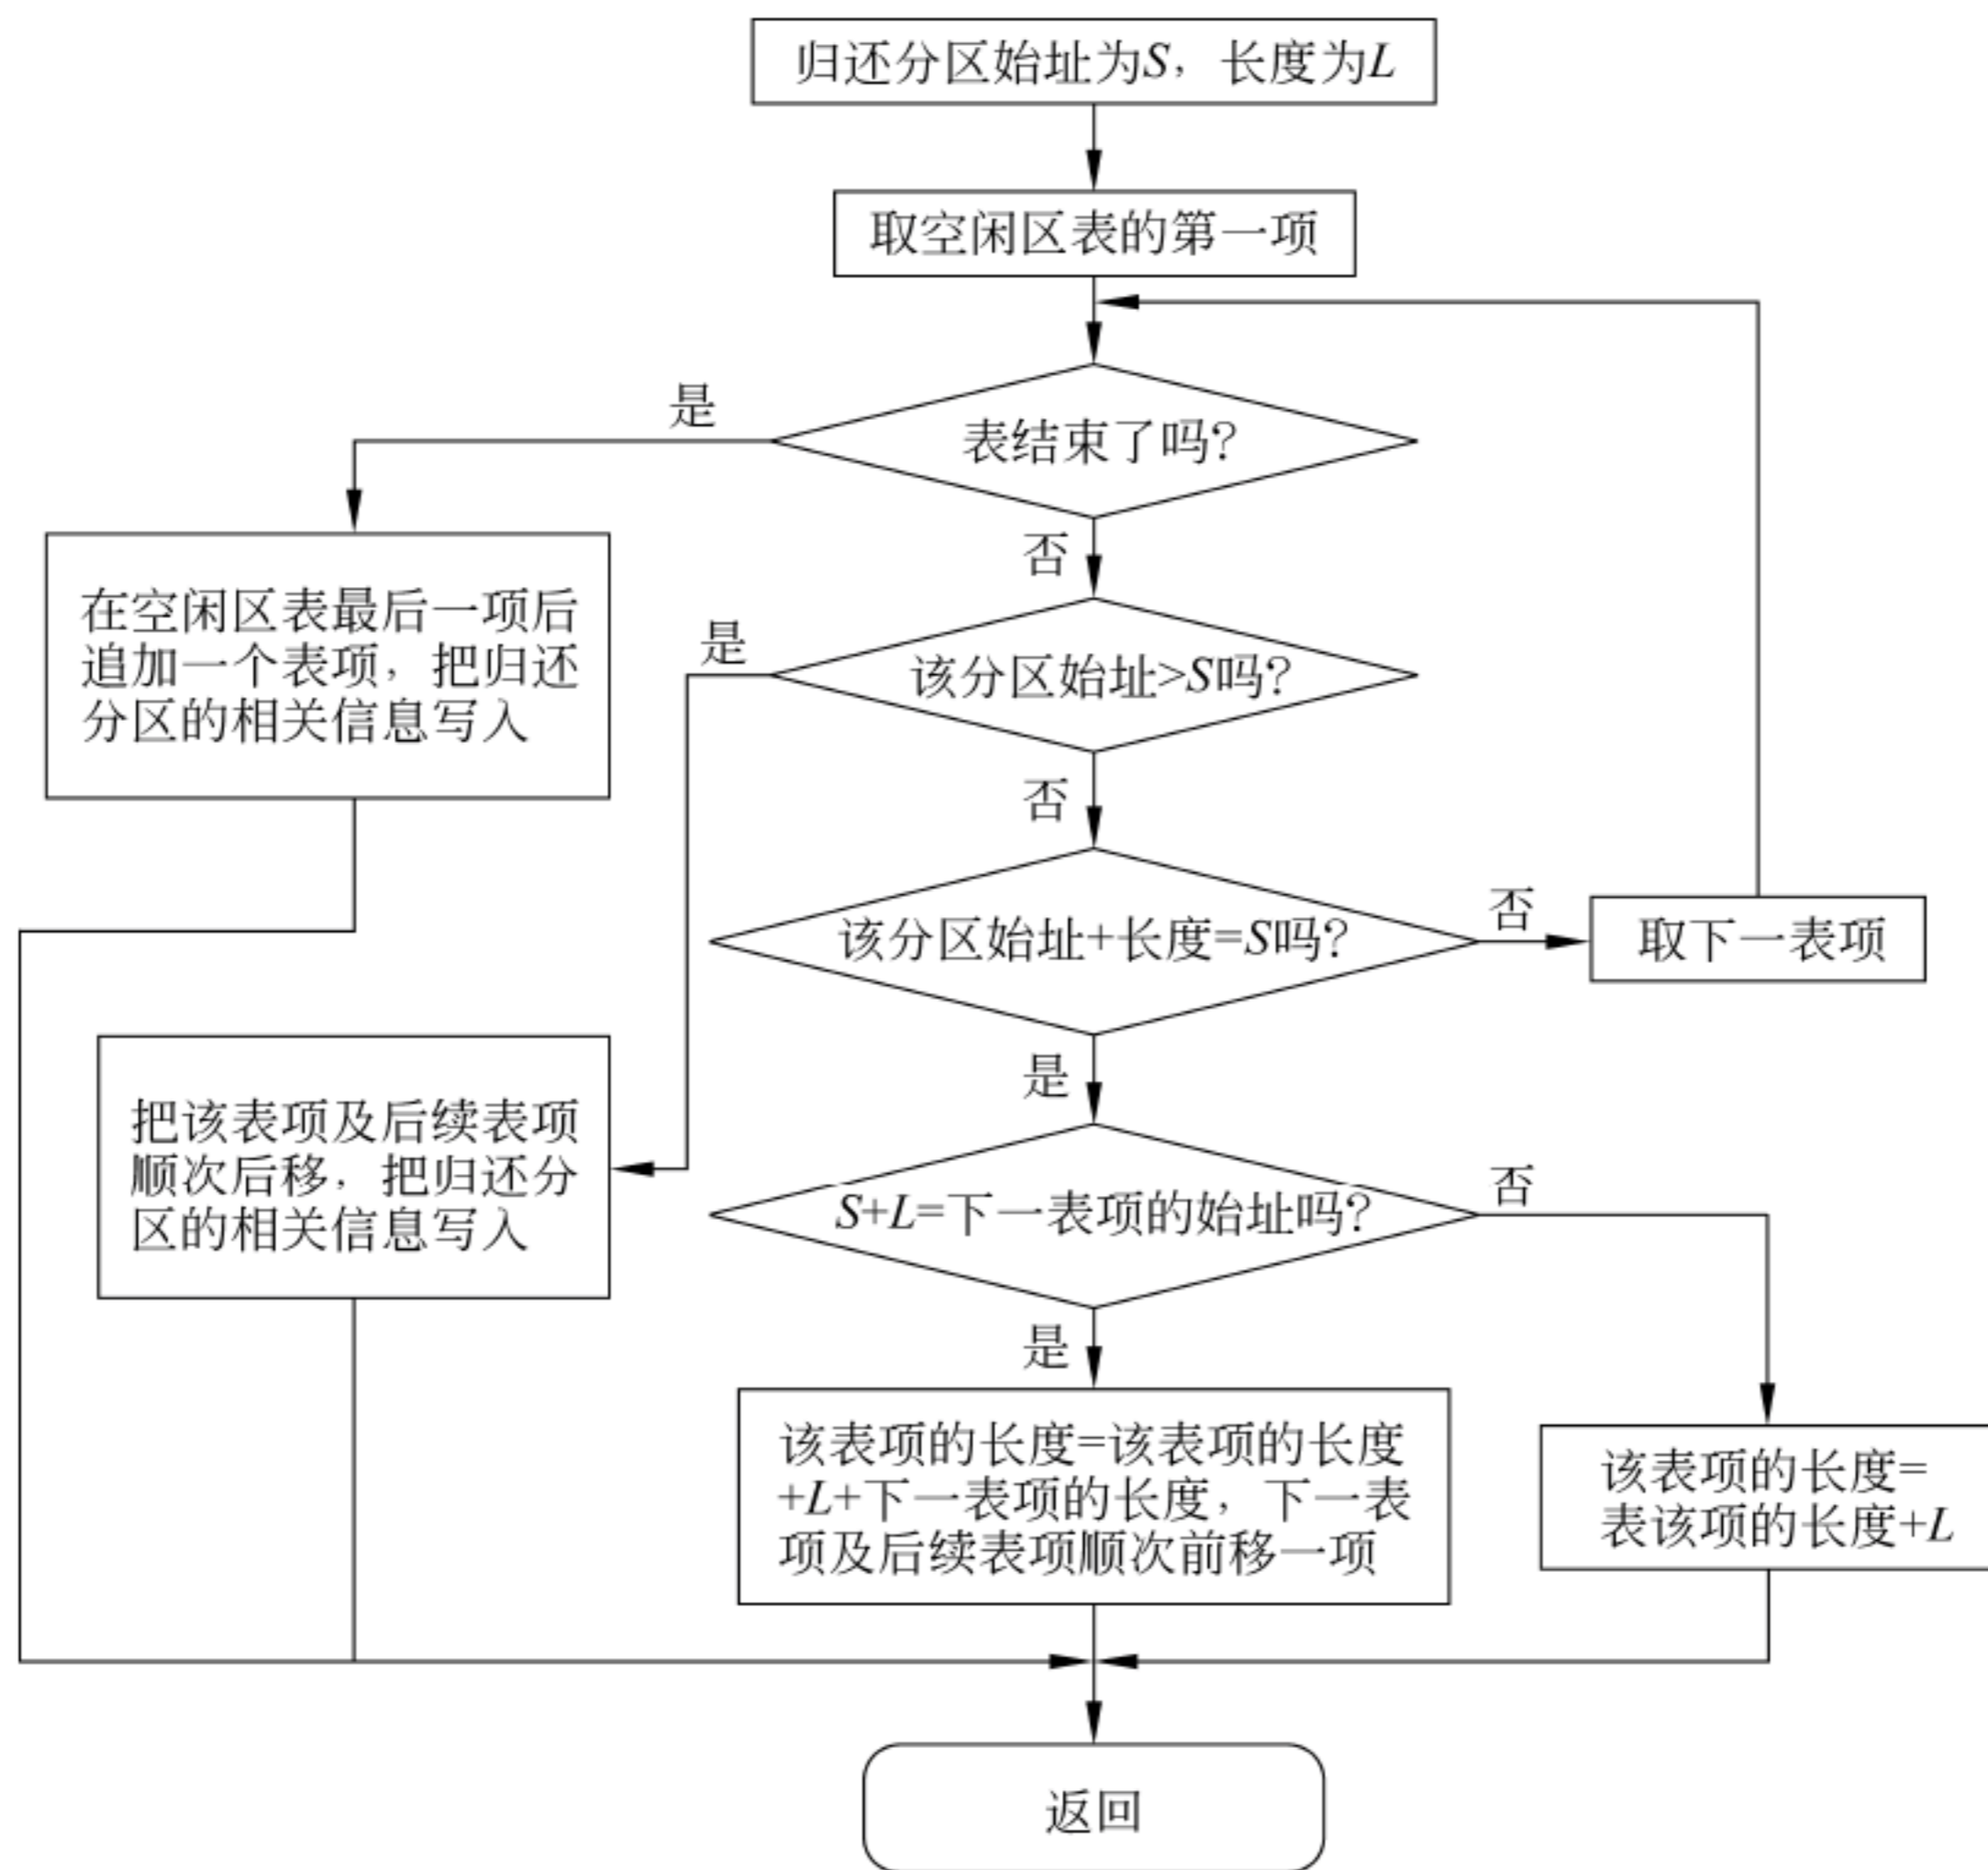 归还分区始址为S，长度为L
取空闲区表的第一项
是
表结束了吗?
否
在空闲区表最后一项后
追加一个表项，把归还
分区的相关信息写入
是
该分区始址>S吗?
否
该分区始址+长度=S吗?
否
取下一表项
是
把该表项及后续表项
顺次后移，把归还分
区的相关信息写入
S+L=下一表项的始址吗?
否
是
该表项的长度=该表项的长度
+L+下一表项的长度，下一表
项及后续表项顺次前移一项
该表项的长度=
表该项的长度+L
返回